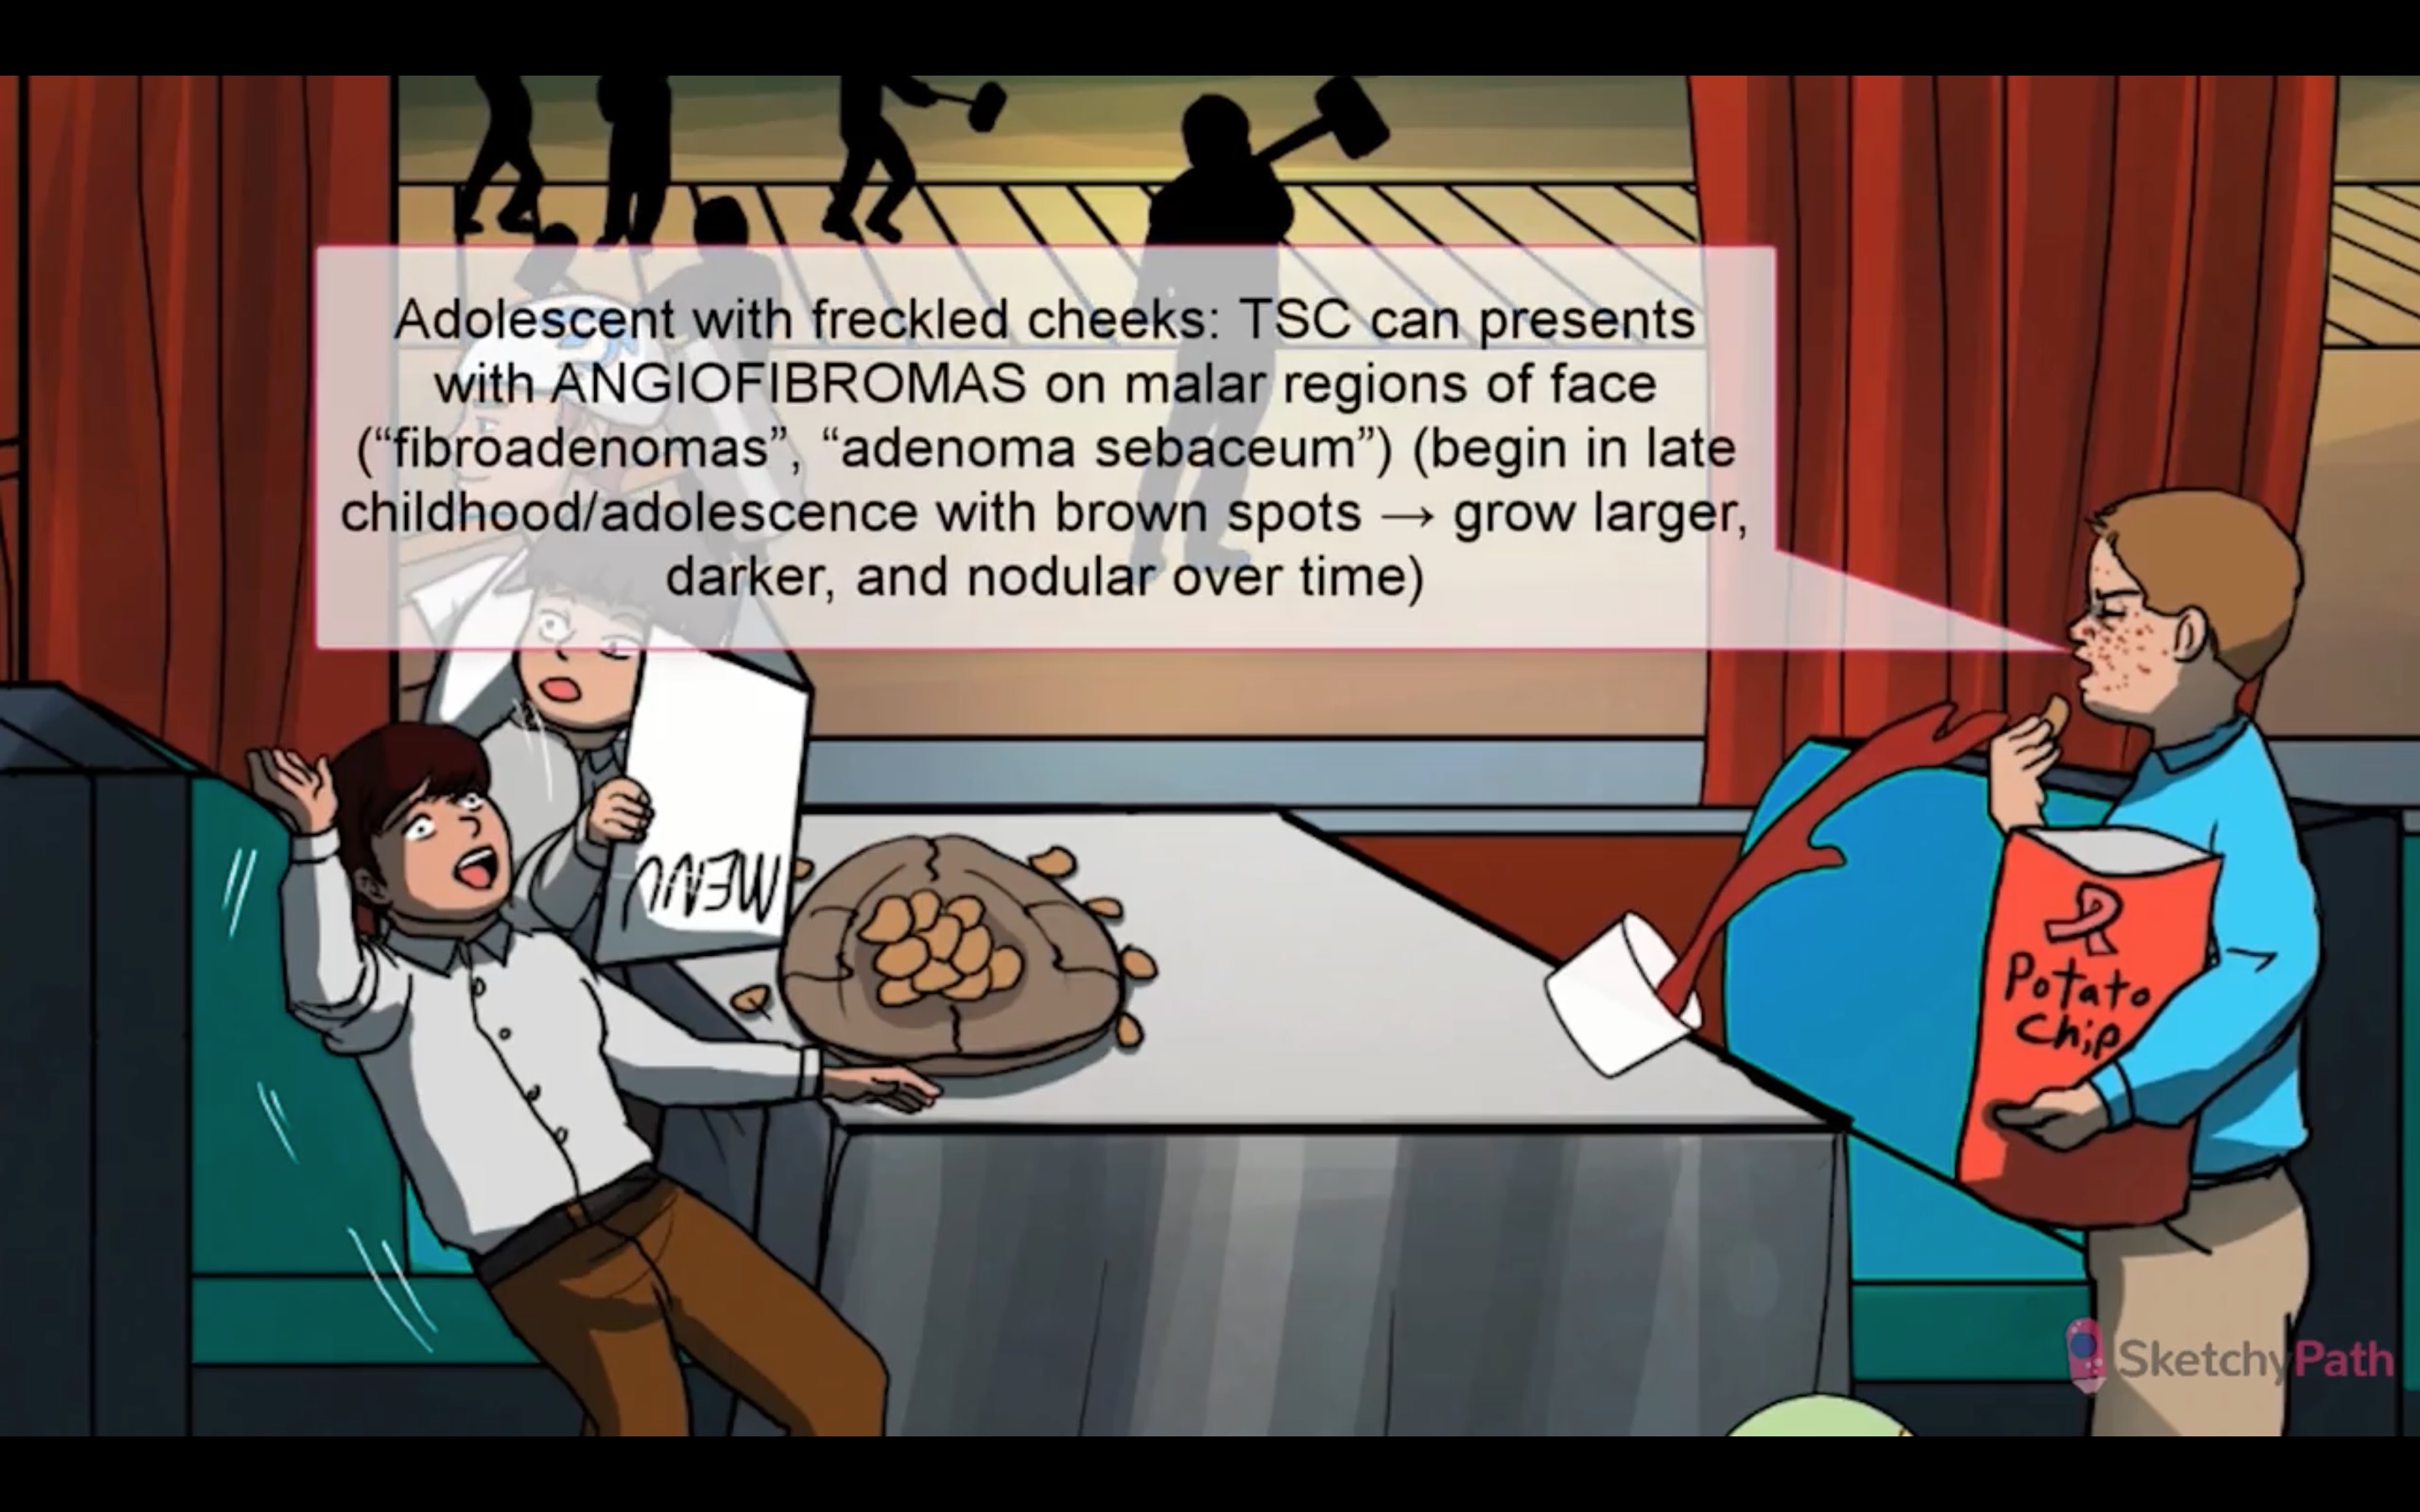 Adolescent with freckled cheeks: TSC can presents
with ANGIOFIBROMAS on malar regions of face
(“fibroadenomas”, “adenoma sebaceum”) (begin in late
childhood/adolescence with brown spots → grow larger,
darker, and nodular over time)
MENU
Potato
Chip
SketchyPath